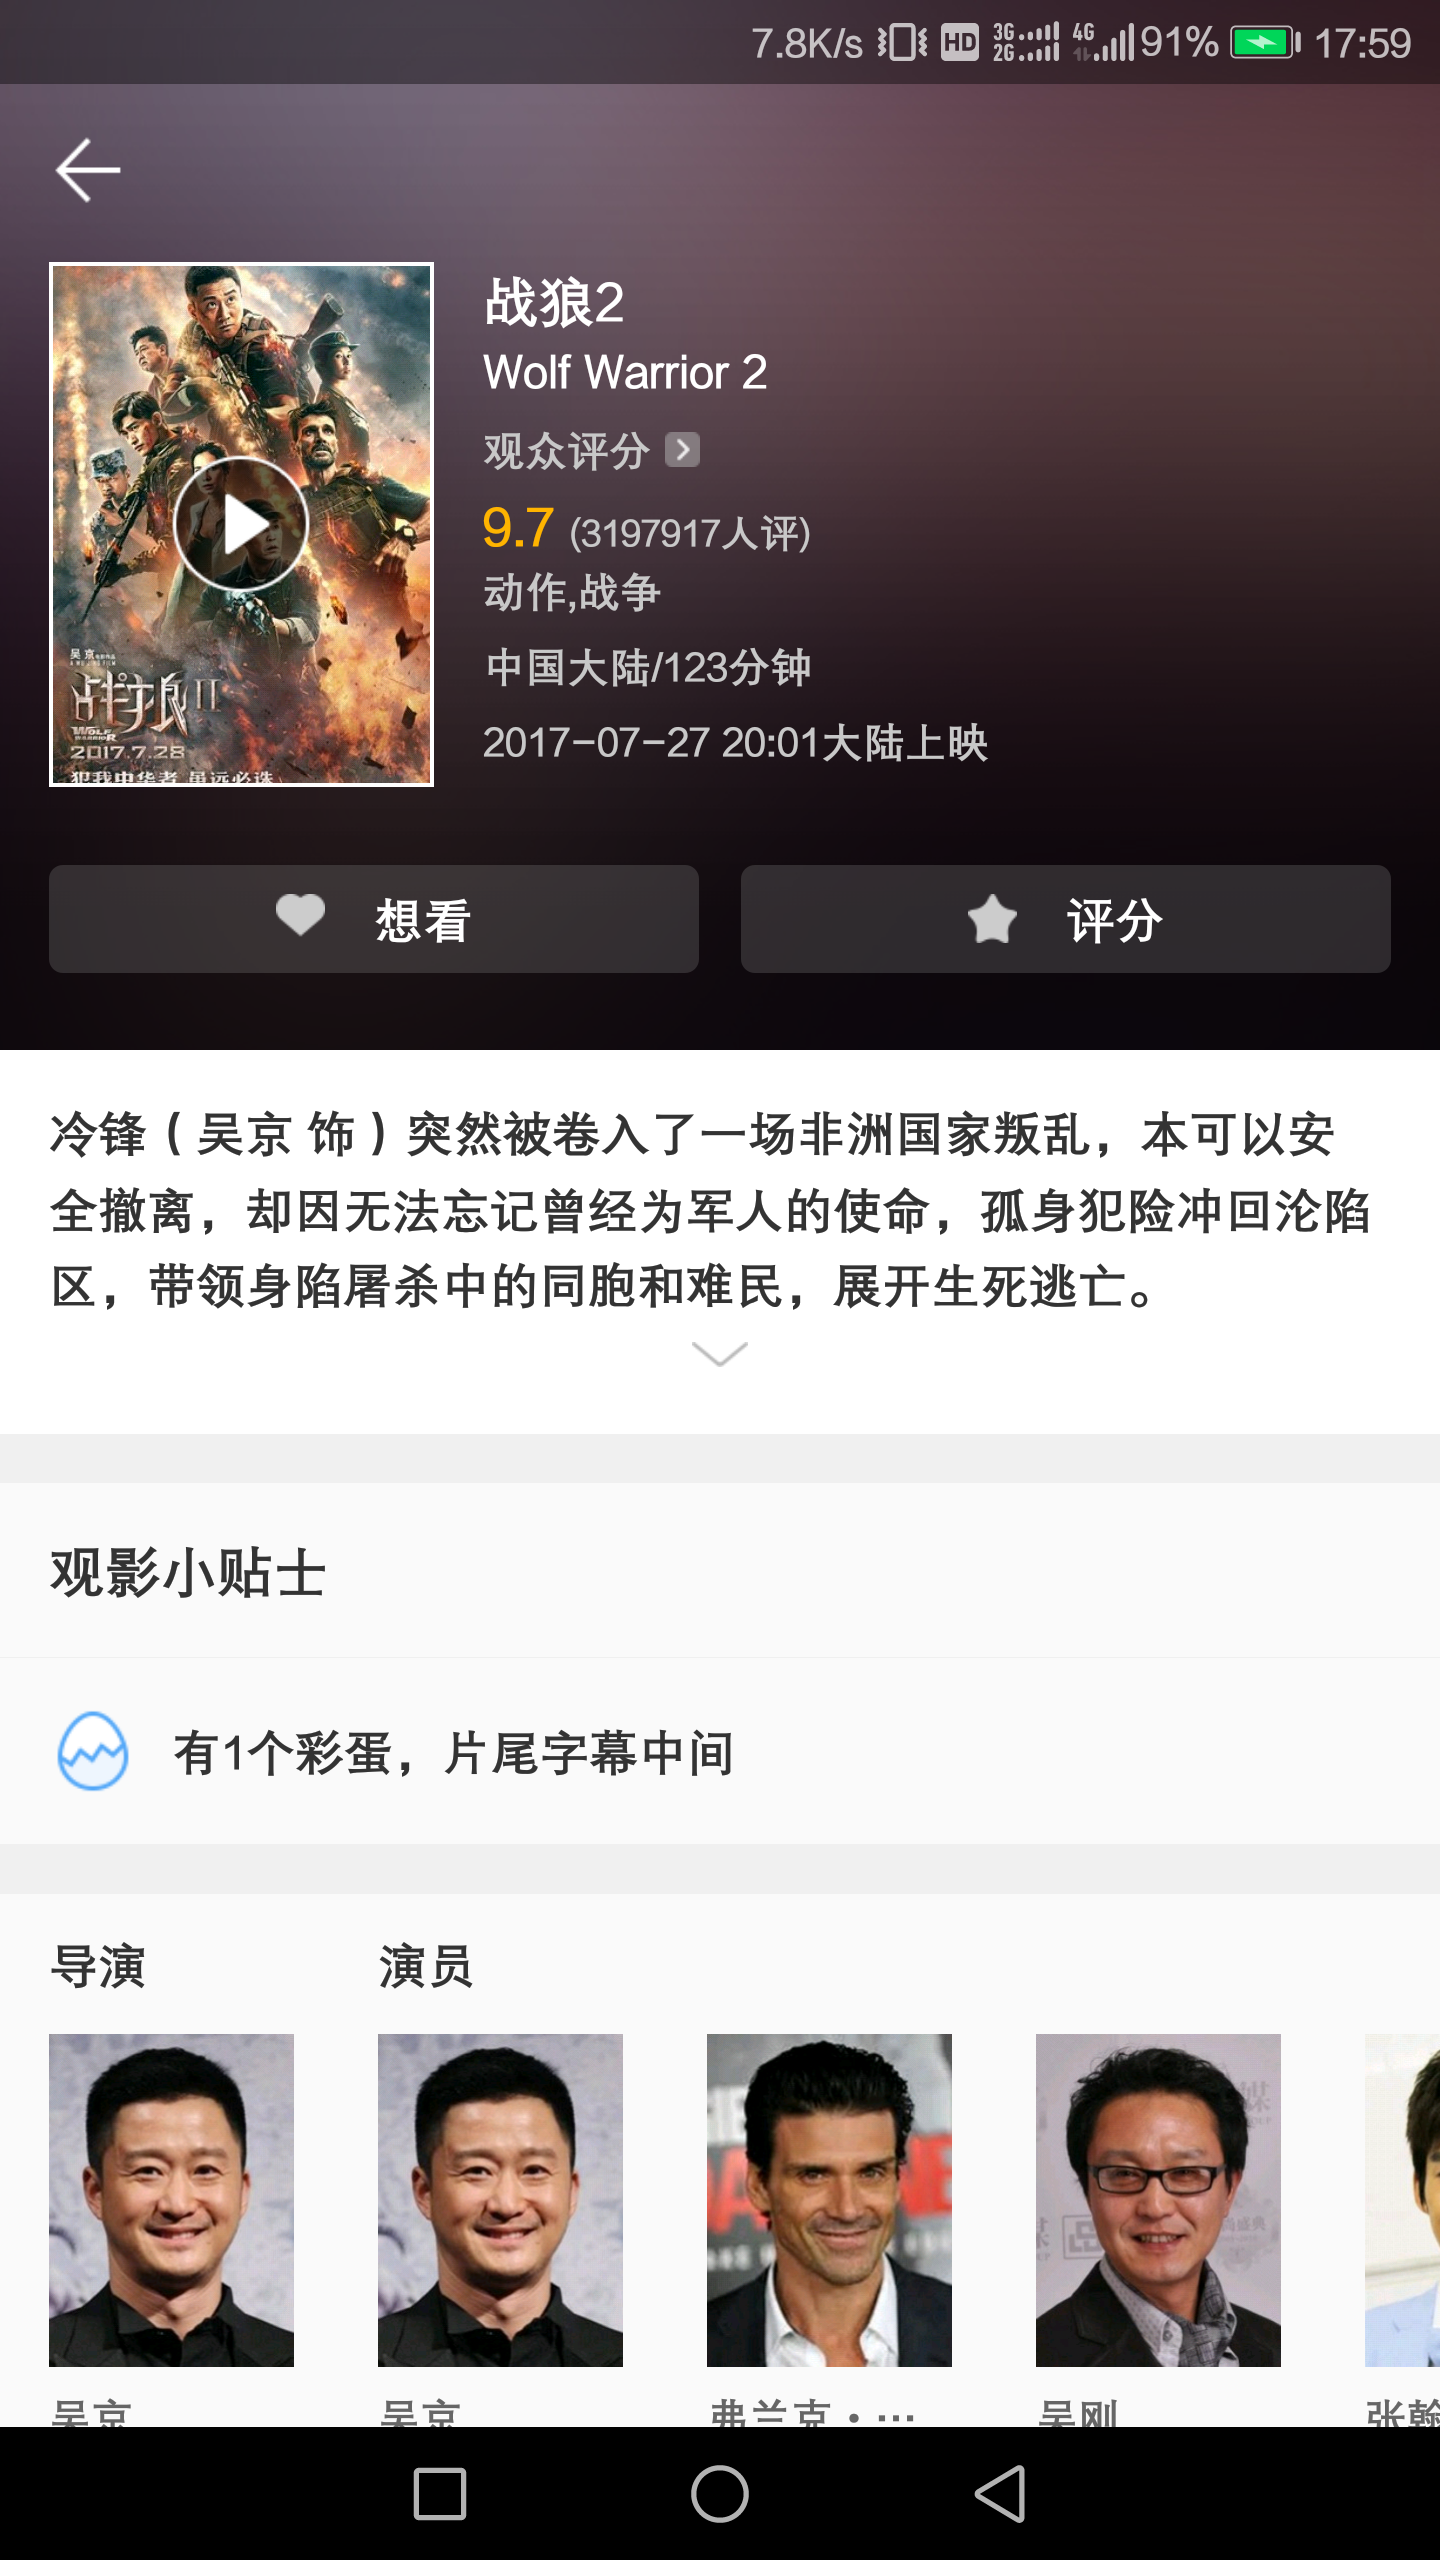 7.8K/s HD 3G 2G 4G 91% 17:59
战狼2
Wolf Warrior 2
观众评分
9.7 (3197917人评)
动作,战争
中国大陆/123分钟
2017-07-27 20:01大陆上映
吴京
战狼II
WOLF WARRIOR
2017.7.28
犯我中华者 虽远必诛
想看
评分
冷锋（吴京 饰）突然被卷入了一场非洲国家叛乱，本可以安
全撤离，却因无法忘记曾经为军人的使命，孤身犯险冲回沦陷
区，带领身陷屠杀中的同胞和难民，展开生死逃亡。
观影小贴士
有1个彩蛋，片尾字幕中间
导演
演员
吴京
吴京
弗兰克·…
吴刚
张翰